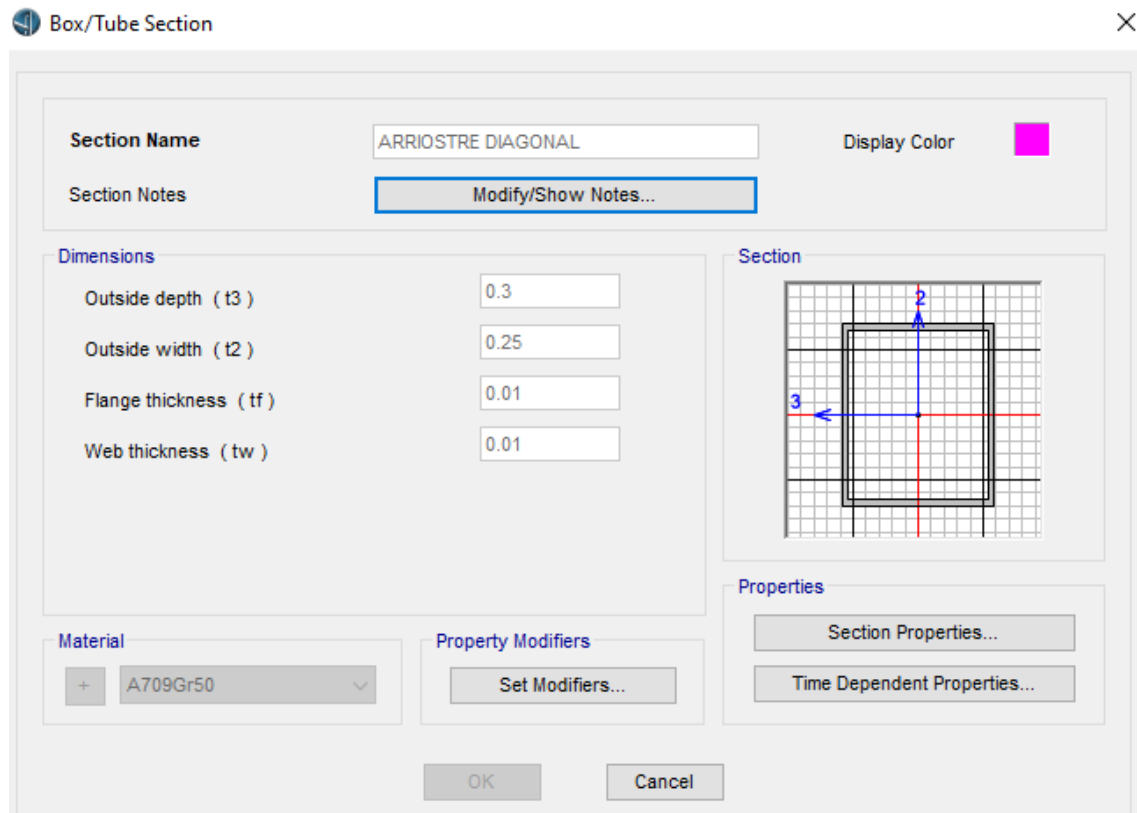 Box/Tube Section
Section Name ARRIOSTRE DIAGONAL Display Color
Section Notes Modify/Show Notes...
Dimensions
Outside depth ( t3 ) 0.3
Outside width ( t2 ) 0.25
Flange thickness ( tf ) 0.01
Web thickness ( tw ) 0.01
Section
2
3
Properties
Section Properties...
Time Dependent Properties...
Material
+ A709Gr50
Property Modifiers
Set Modifiers...
OK Cancel